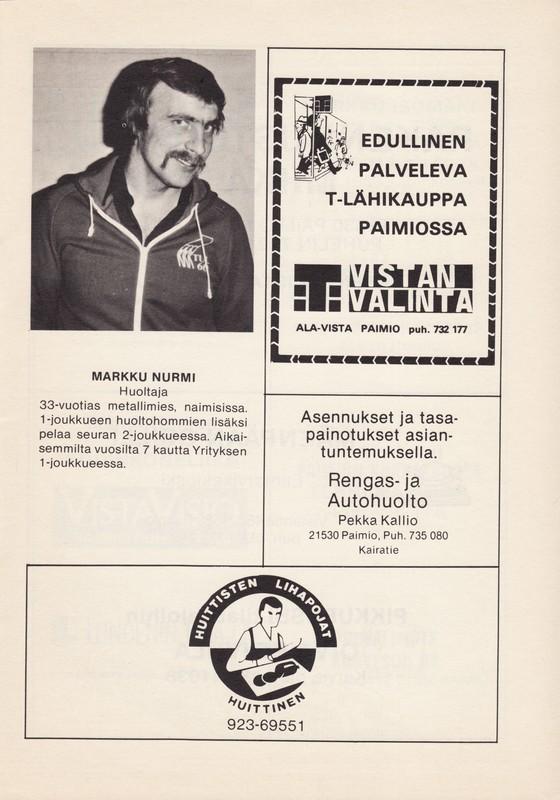 TU
66
MARKKU NURMI
Huoltaja
33-vuotias metallimies, naimisissa.
1-joukkueen huoltohommien lisäksi
pelaa seuran 2-joukkueessa. Aikai-
semmilta vuosilta 7 kautta Yrityksen
1-joukkueessa.
EDULLINEN
PALVELEVA
T-LÄHIKAUPPA
PAIMIOSSA
T VISTAN
VALINTA
ALA-VISTA PAIMIO puh. 732 177
Asennukset ja tasa-
painotukset asian-
tuntemuksella.
Rengas- ja
Autohuolto
Pekka Kallio
21530 Paimio, Puh. 735 080
Kairatie
HUITTISTEN LIHAPOJAT
HUITTINEN
923-69551